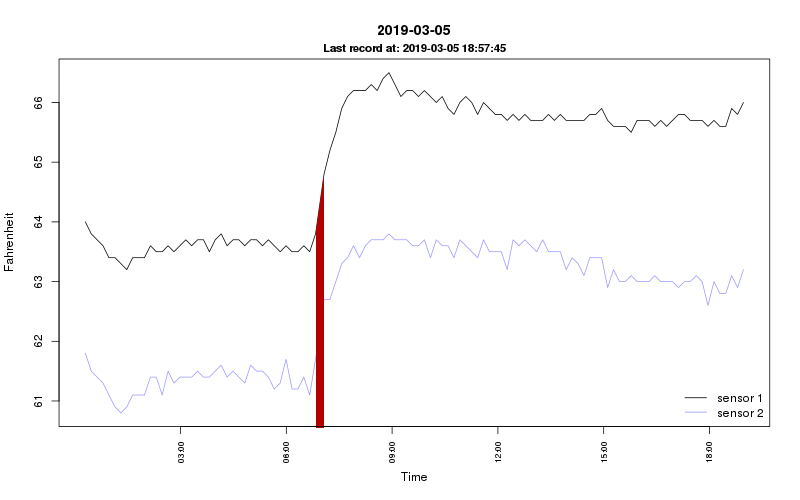 2019-03-05
Last record at: 2019-03-05 18:57:45
Fahrenheit
66
65
64
63
62
61
sensor 1
sensor 2
03:00
06:00
09:00
12:00
15:00
18:00
Time